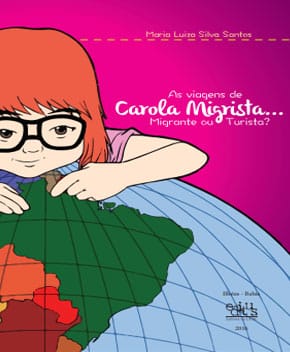 Maria Luiza Silva Santos
As viagens de
Carola Migrista...
Migrante ou Turista?
Ilhéus - Bahia
editus
2016